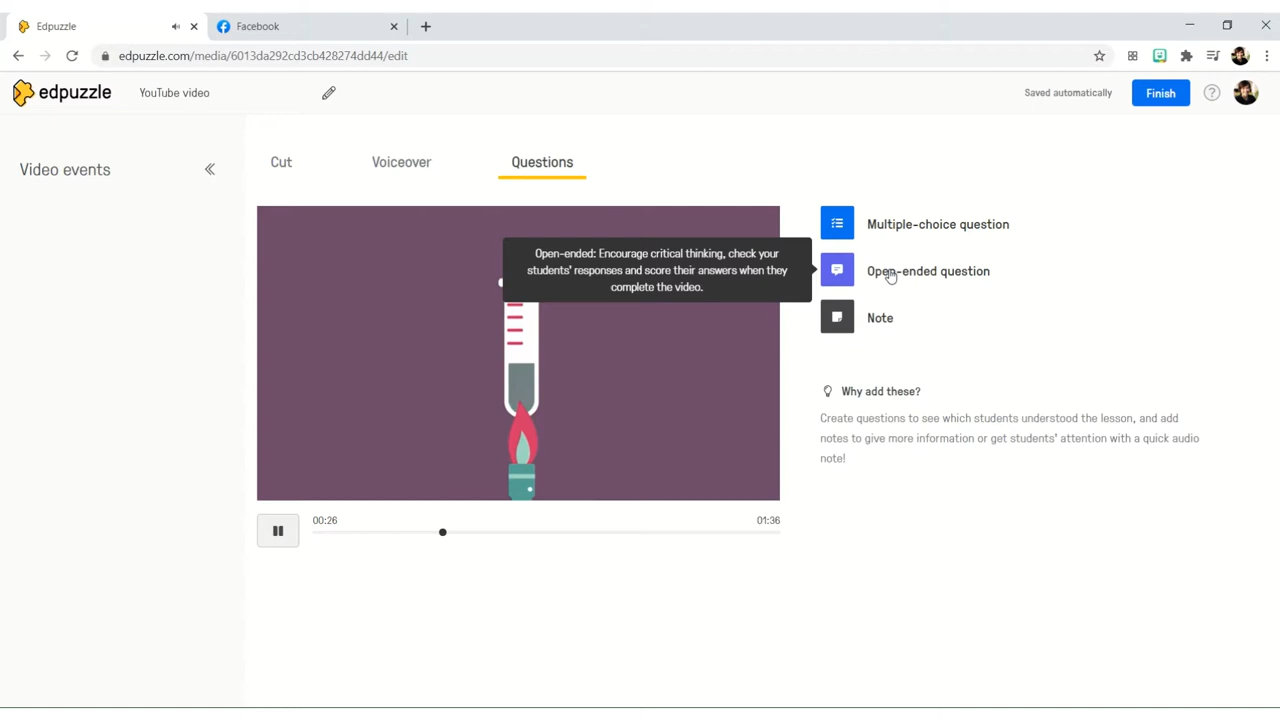 Edpuzzle
Facebook
edpuzzle.com/media/6013da292cd3cb428274dd44/edit
edpuzzle
YouTube video
Saved automatically
Finish
Video events
Cut
Voiceover
Questions
Multiple-choice question
Open-ended: Encourage critical thinking, check your
students' responses and score their answers when they
complete the video.
Open-ended question
Note
Why add these?
Create questions to see which students understood the lesson, and add
notes to give more information or get students' attention with a quick audio
note!
00:26
01:36